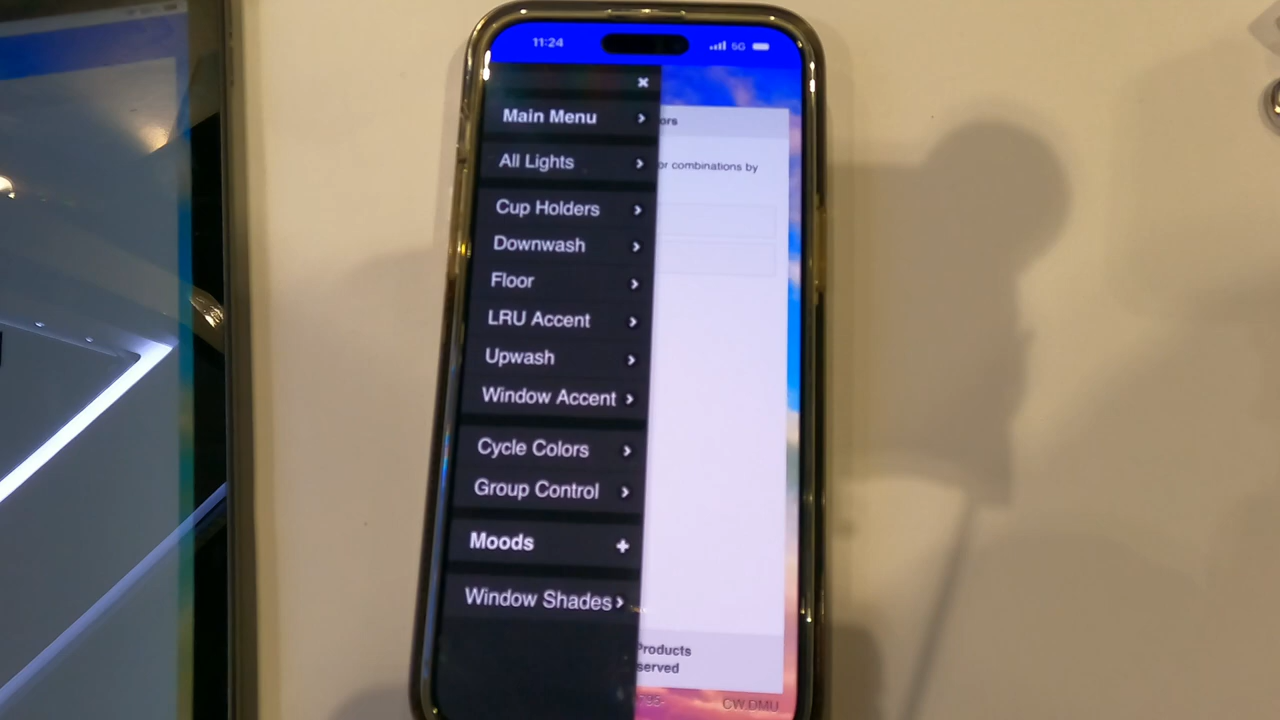 11:24
5G
Main Menu
ors
All Lights
or combinations by
Cup Holders
Downwash
Floor
LRU Accent
Upwash
Window Accent
Cycle Colors
Group Control
Moods
Window Shades
Products
served
CW.DMU